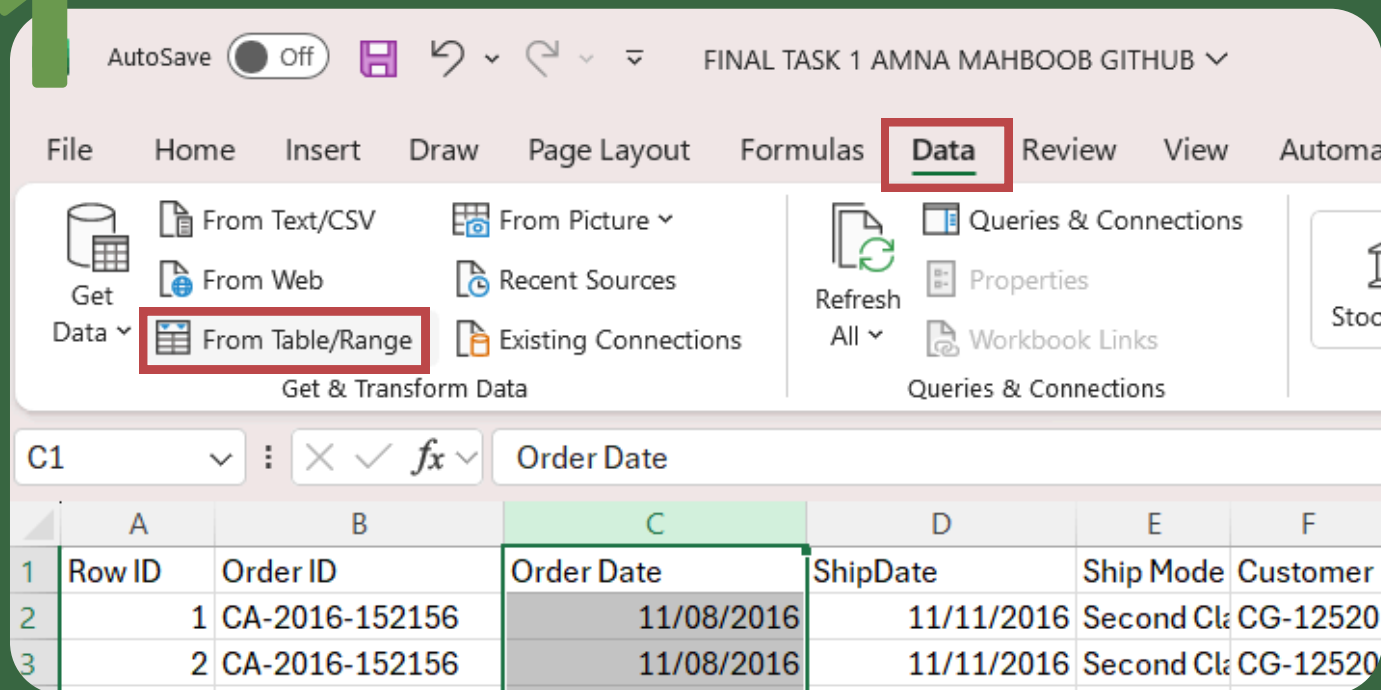 AutoSave Off FINAL TASK 1 AMNA MAHBOOB GITHUB
File Home Insert Draw Page Layout Formulas Data Review View Automa
Get Data
From Text/CSV
From Web
From Table/Range
From Picture
Recent Sources
Existing Connections
Get & Transform Data
Refresh All
Queries & Connections
Properties
Workbook Links
Queries & Connections
Stoc
C1 fx Order Date
A B C D E F
1 Row ID Order ID Order Date ShipDate Ship Mode Customer
2 1 CA-2016-152156 11/08/2016 11/11/2016 Second Cla CG-12520
3 2 CA-2016-152156 11/08/2016 11/11/2016 Second Cla CG-12520